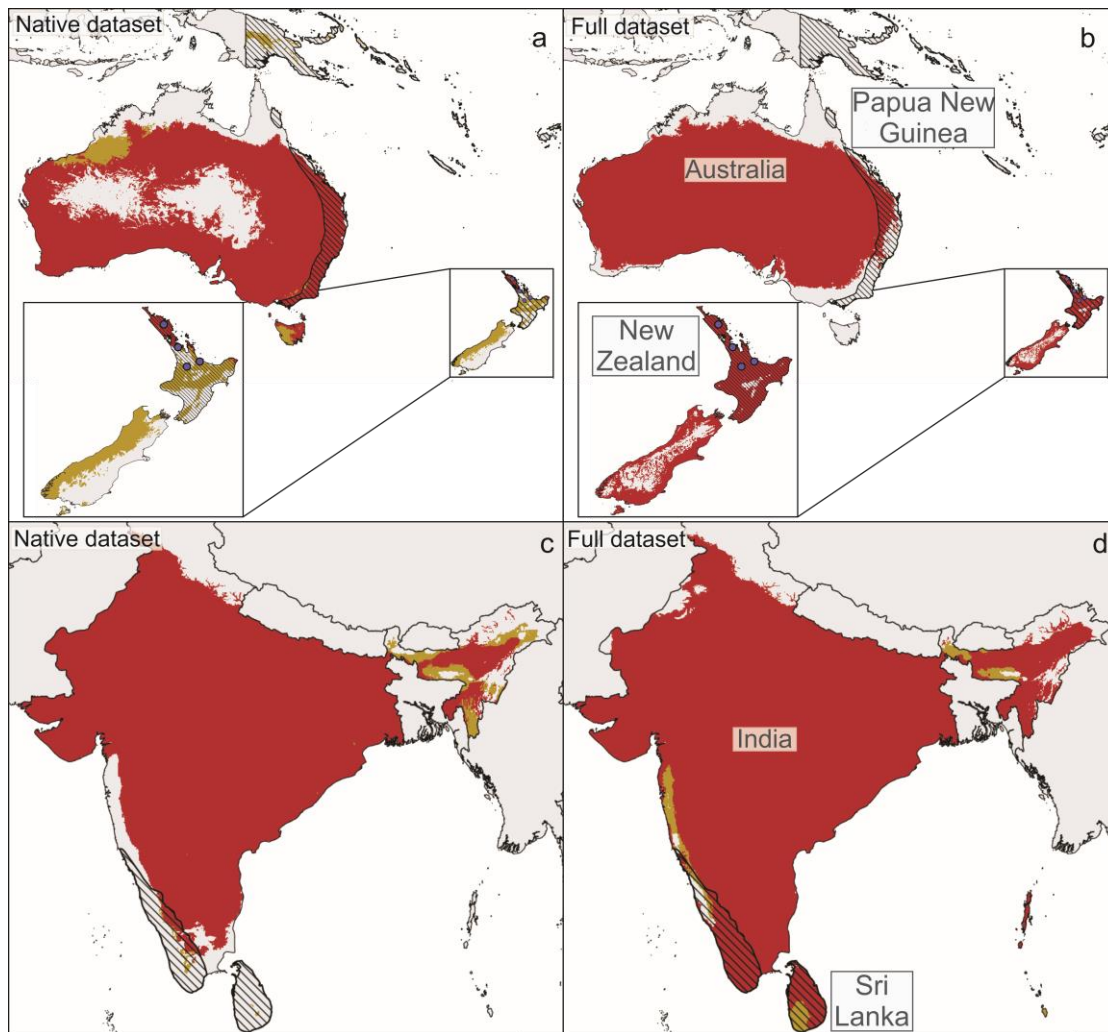 Native dataset
a
Full dataset
b
Papua New
Guinea
Australia
New
Zealand
Native dataset
c
Full dataset
d
India
Sri
Lanka